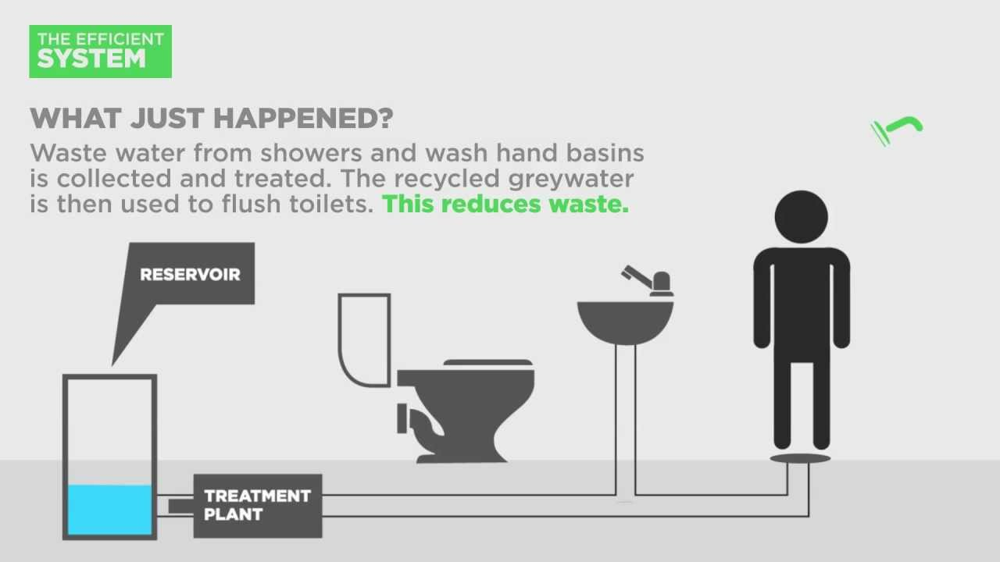 THE EFFICIENT
SYSTEM
WHAT JUST HAPPENED?
Waste water from showers and wash hand basins
is collected and treated. The recycled greywater
is then used to flush toilets. This reduces waste.
RESERVOIR
TREATMENT
PLANT